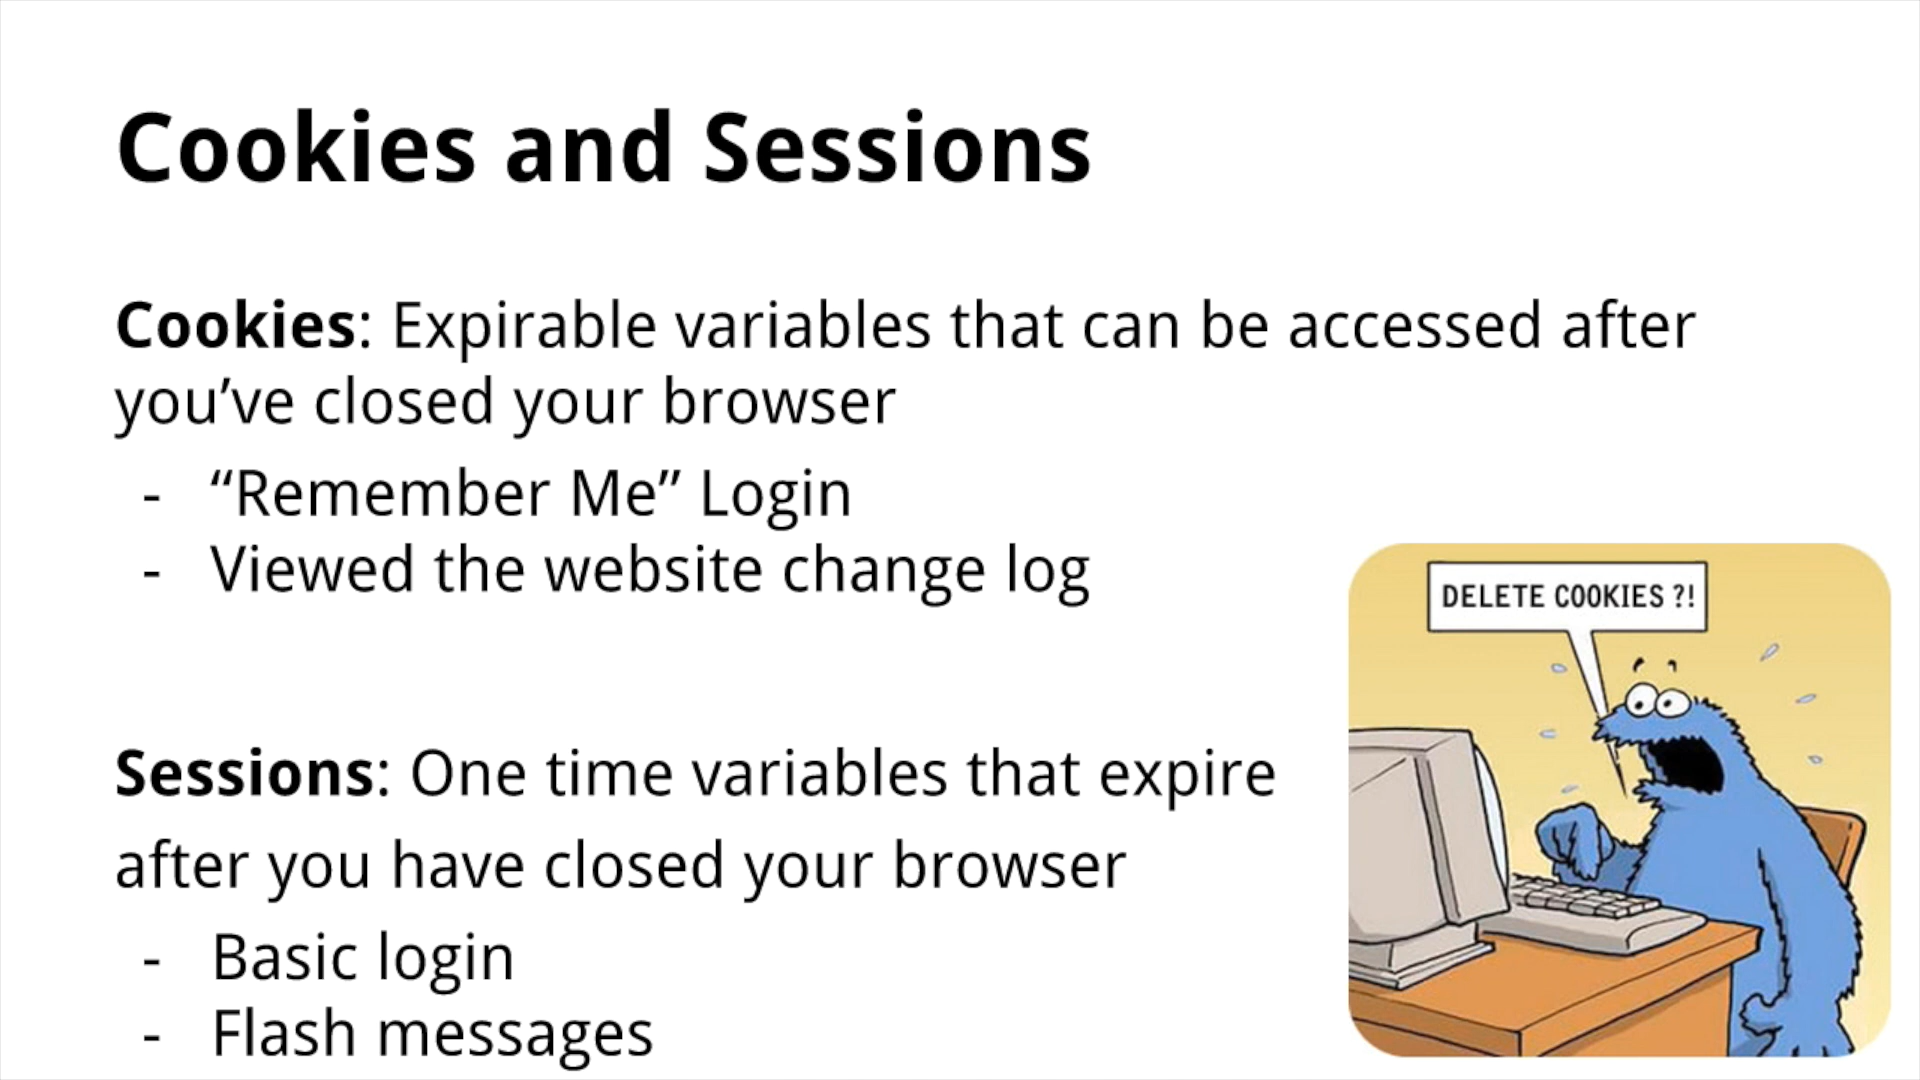 Cookies and Sessions
Cookies: Expirable variables that can be accessed after
you’ve closed your browser
- “Remember Me” Login
- Viewed the website change log
DELETE COOKIES ?!
Sessions: One time variables that expire
after you have closed your browser
- Basic login
- Flash messages